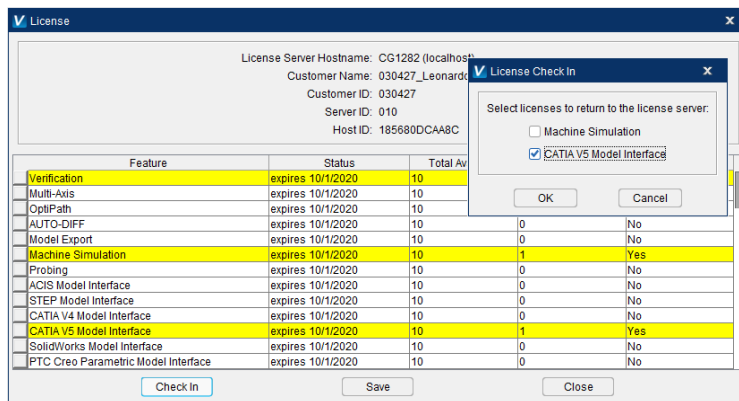 License
License Server Hostname: CG1282 (localhost)
Customer Name: 030427_Leonardo
Customer ID: 030427
Server ID: 010
Host ID: 185680DCAA8C
License Check In
Select licenses to return to the license server:
Machine Simulation
CATIA V5 Model Interface
OK Cancel
Feature Status Total Av
Verification expires 10/1/2020 10
Multi-Axis expires 10/1/2020 10
OptiPath expires 10/1/2020 10
AUTO-DIFF expires 10/1/2020 10 0 No
Model Export expires 10/1/2020 10 0 No
Machine Simulation expires 10/1/2020 10 1 Yes
Probing expires 10/1/2020 10 0 No
ACIS Model Interface expires 10/1/2020 10 0 No
STEP Model Interface expires 10/1/2020 10 0 No
CATIA V4 Model Interface expires 10/1/2020 10 0 No
CATIA V5 Model Interface expires 10/1/2020 10 1 Yes
SolidWorks Model Interface expires 10/1/2020 10 0 No
PTC Creo Parametric Model Interface expires 10/1/2020 10 0 No
Check In Save Close